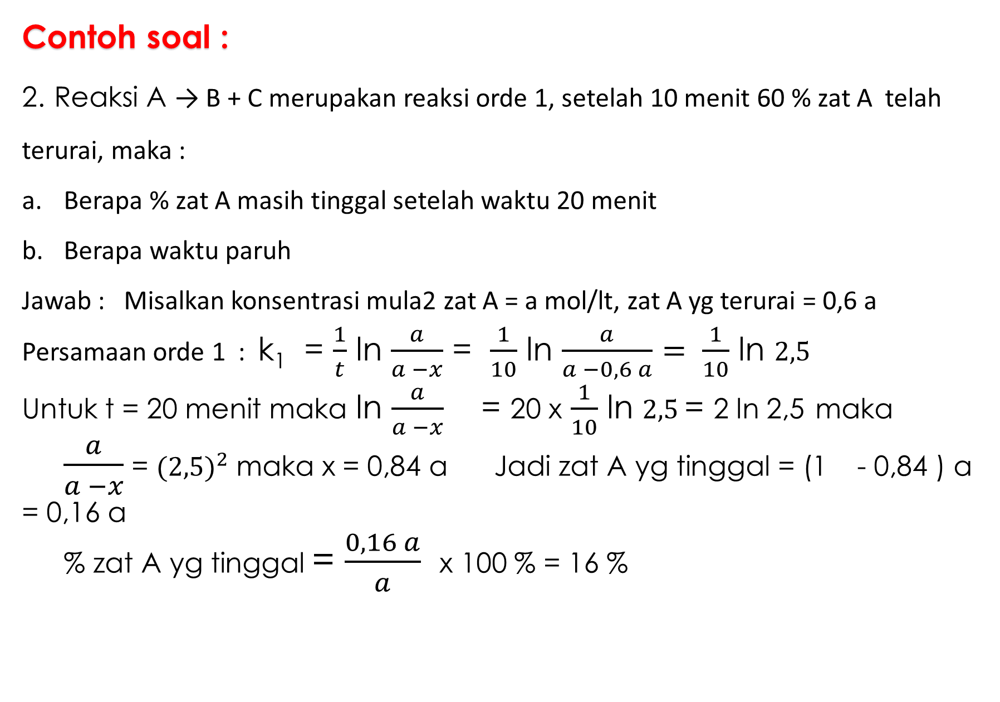 Contoh soal :
2. Reaksi A → B + C merupakan reaksi orde 1, setelah 10 menit 60 % zat A telah
terurai, maka :
a. Berapa % zat A masih tinggal setelah waktu 20 menit
b. Berapa waktu paruh
Jawab : Misalkan konsentrasi mula2 zat A = a mol/lt, zat A yg terurai = 0,6 a
Persamaan orde 1 : k₁ = \frac{1}{t} ln \frac{a}{a −x} = \frac{1}{10} ln \frac{a}{a −0,6 a} = \frac{1}{10} ln 2,5
Untuk t = 20 menit maka ln \frac{a}{a −x} = 20 x \frac{1}{10} ln 2,5 = 2 ln 2,5 maka
\frac{a}{a −x} = (2,5)² maka x = 0,84 a Jadi zat A yg tinggal = (1 - 0,84 ) a
= 0,16 a
% zat A yg tinggal = \frac{0,16 a}{a} x 100 % = 16 %